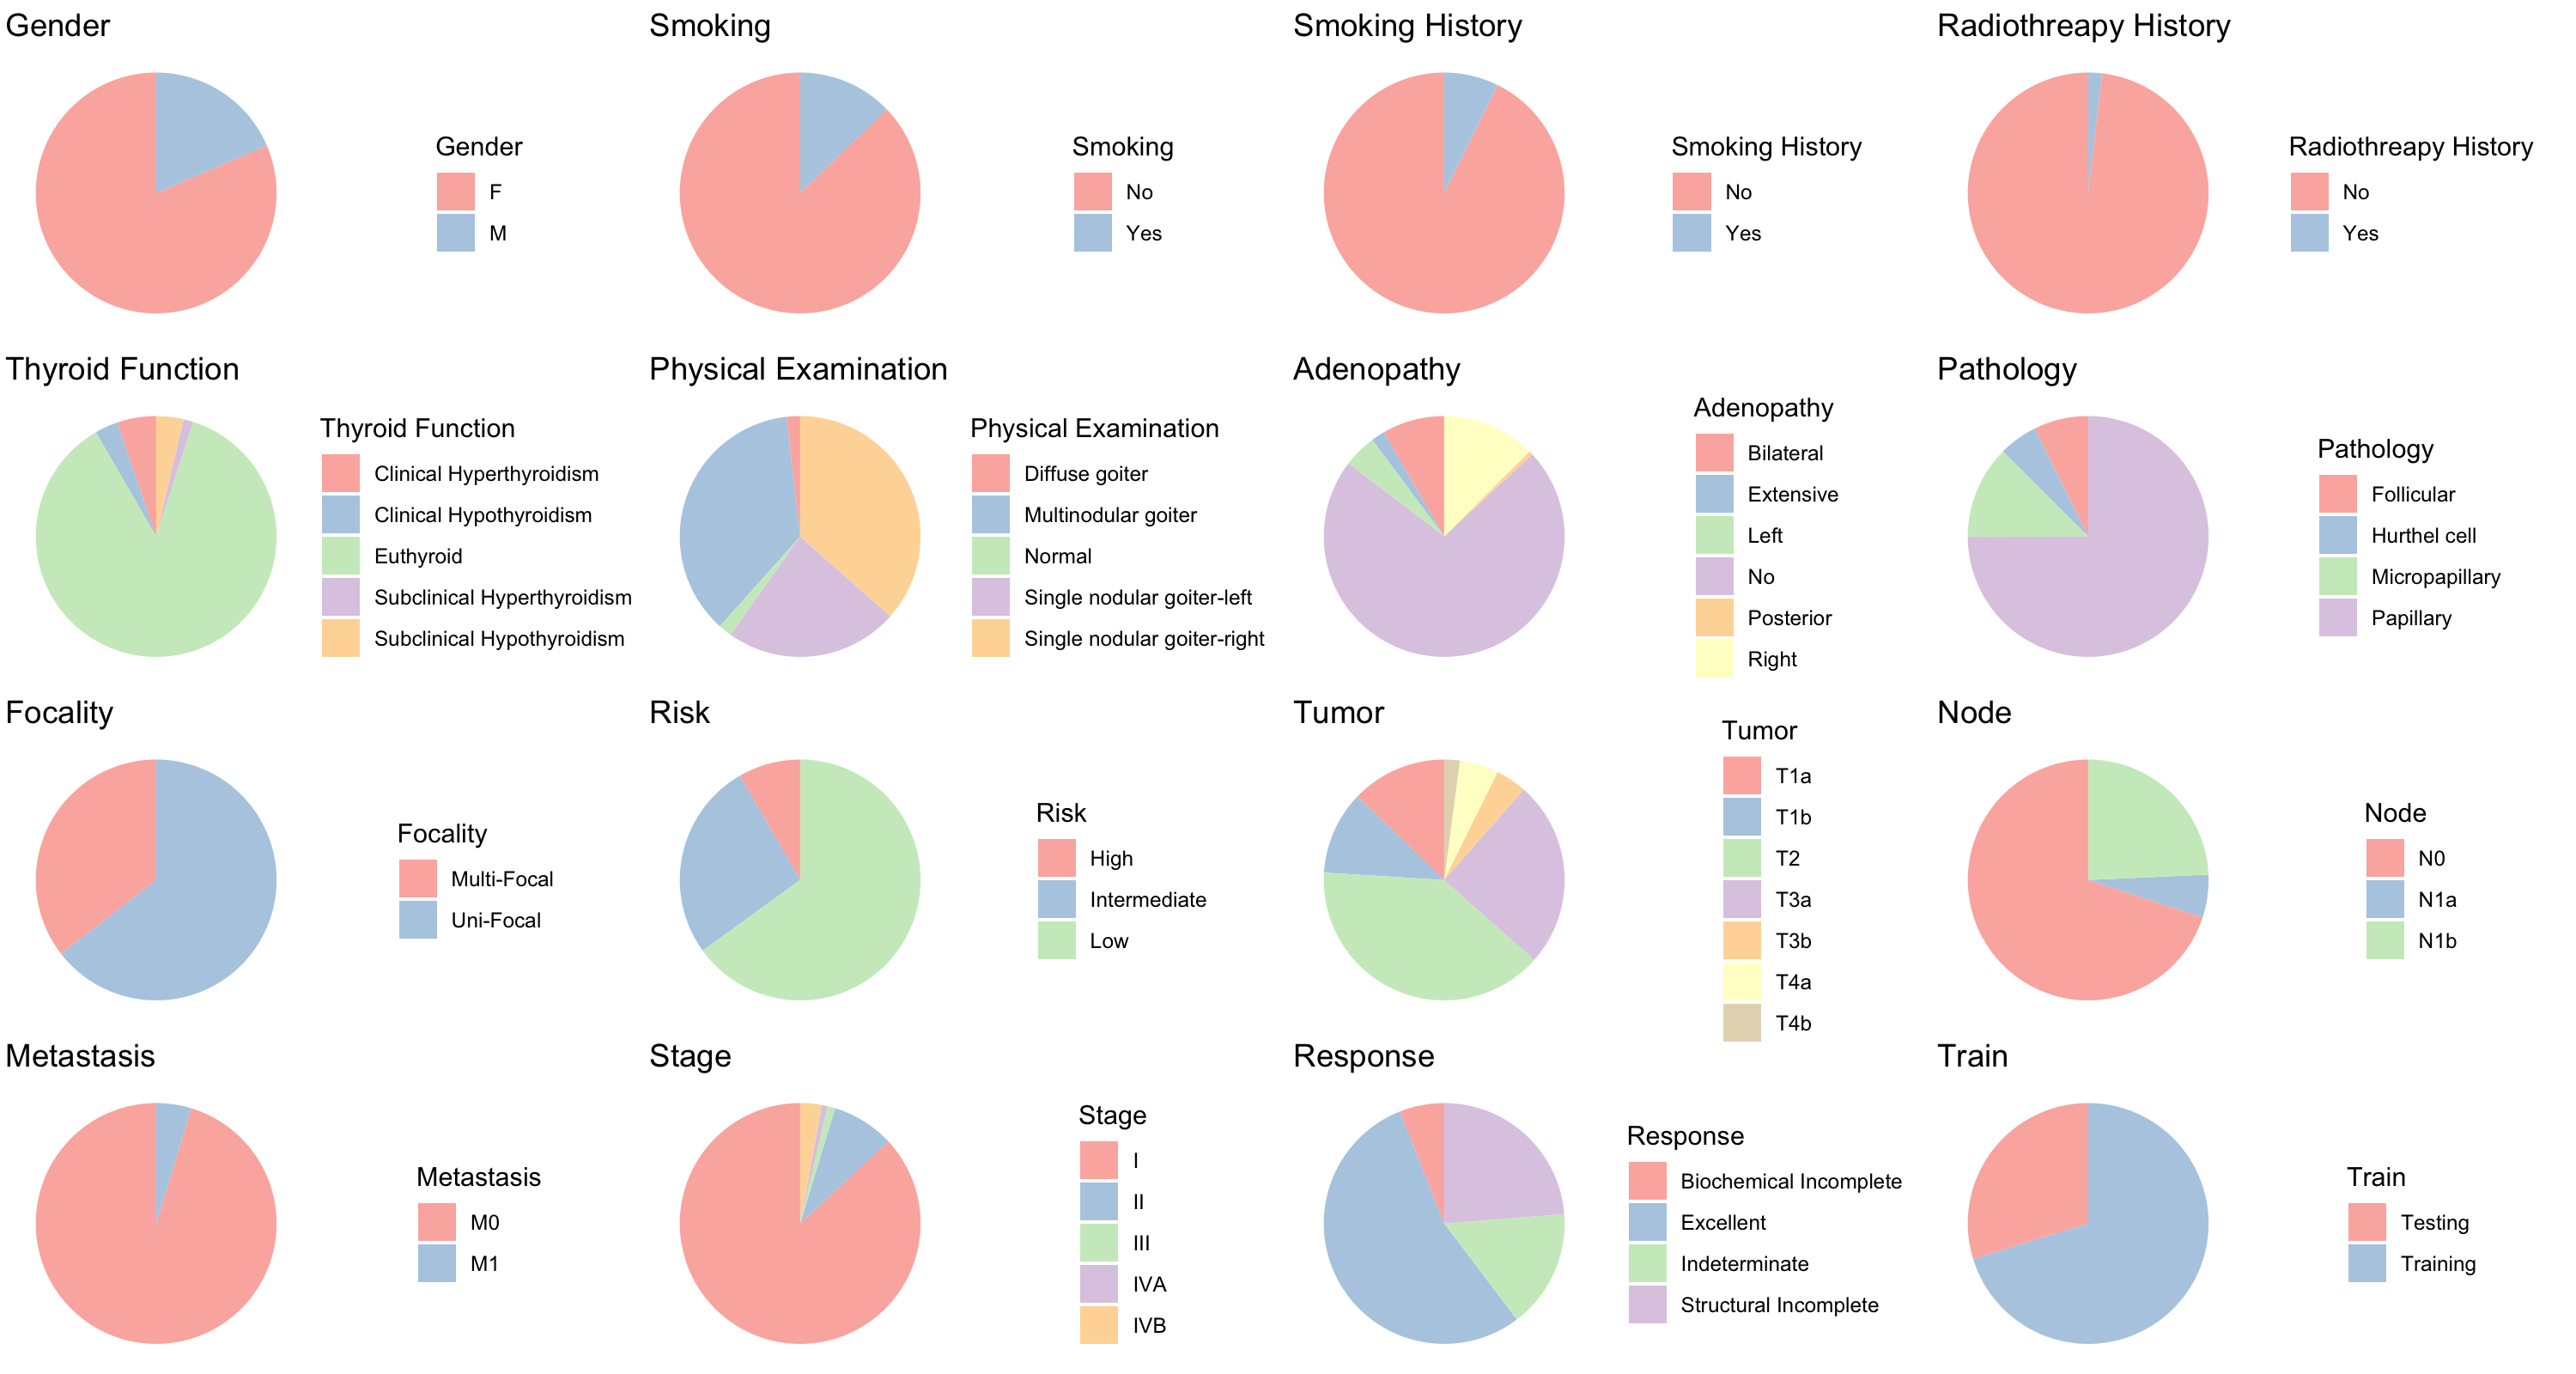 Gender
Gender
F
M
Smoking
Smoking
No
Yes
Smoking History
Smoking History
No
Yes
Radiothreapy History
Radiothreapy History
No
Yes
Thyroid Function
Thyroid Function
Clinical Hyperthyroidism
Clinical Hypothyroidism
Euthyroid
Subclinical Hyperthyroidism
Subclinical Hypothyroidism
Physical Examination
Physical Examination
Diffuse goiter
Multinodular goiter
Normal
Single nodular goiter-left
Single nodular goiter-right
Adenopathy
Adenopathy
Bilateral
Extensive
Left
No
Posterior
Right
Pathology
Pathology
Follicular
Hurthel cell
Micropapillary
Papillary
Focality
Focality
Multi-Focal
Uni-Focal
Risk
Risk
High
Intermediate
Low
Tumor
Tumor
T1a
T1b
T2
T3a
T3b
T4a
T4b
Node
Node
N0
N1a
N1b
Metastasis
Metastasis
M0
M1
Stage
Stage
I
II
III
IVA
IVB
Response
Response
Biochemical Incomplete
Excellent
Indeterminate
Structural Incomplete
Train
Train
Testing
Training